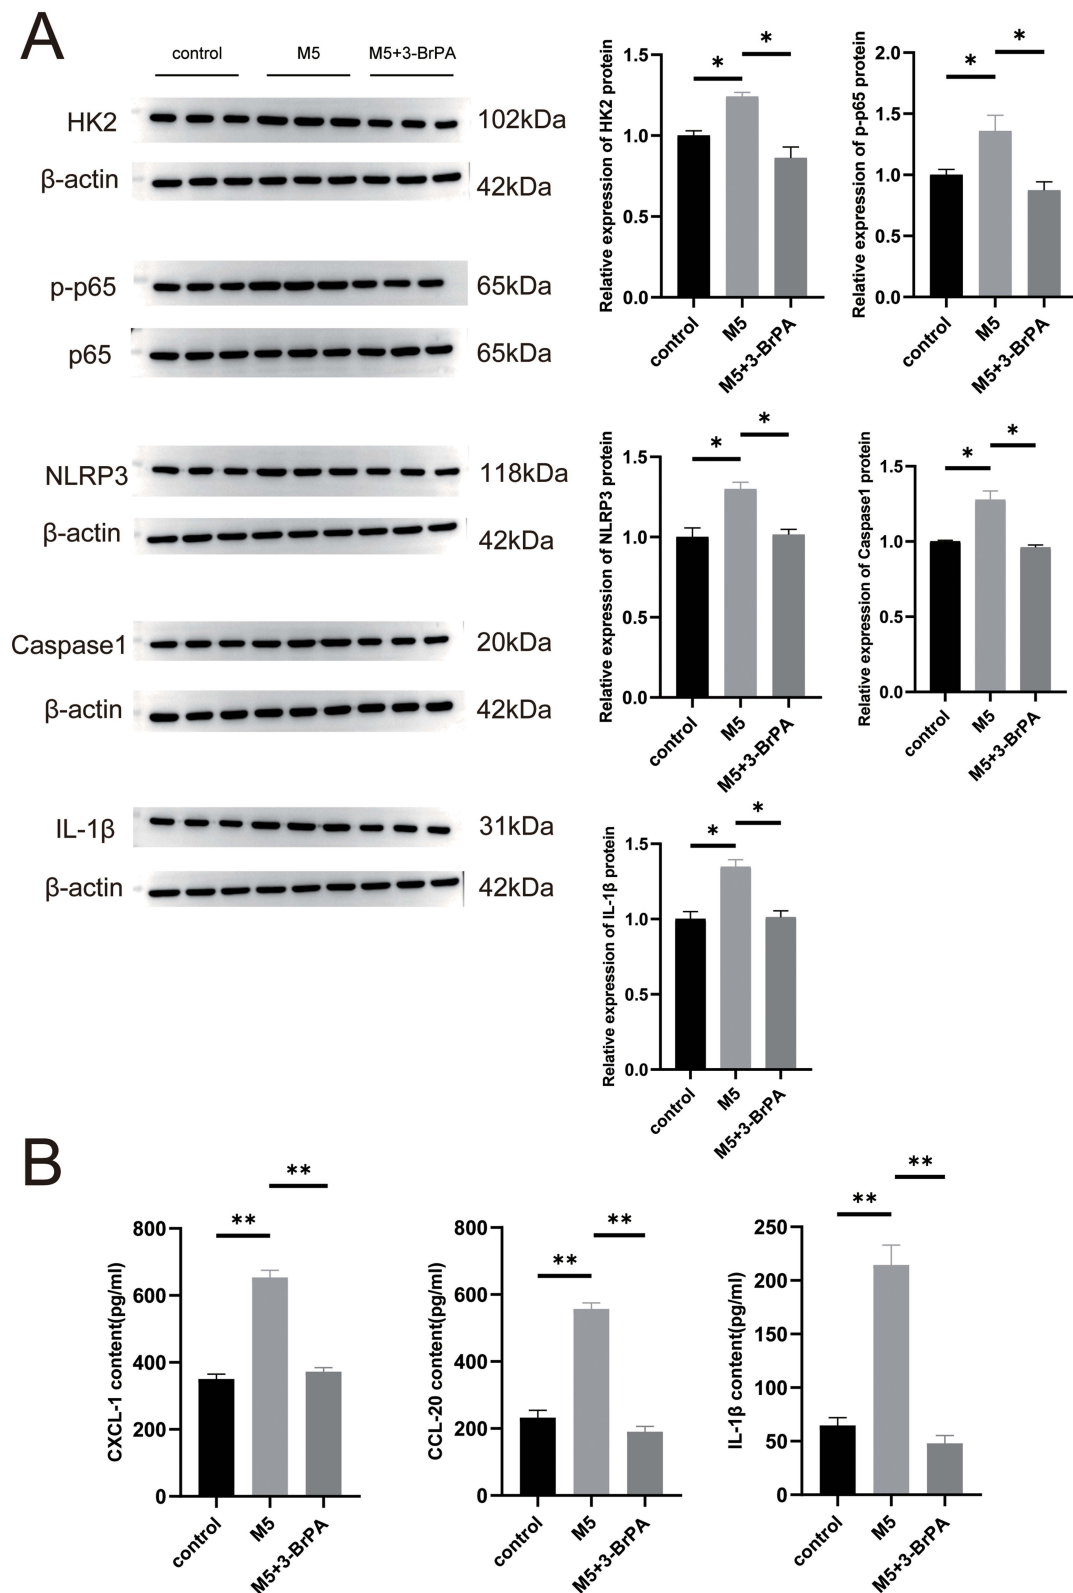 A
control M5 M5+3-BrPA
HK2 102kDa
β-actin 42kDa
p-p65 65kDa
p65 65kDa
NLRP3 118kDa
β-actin 42kDa
Caspase1 20kDa
β-actin 42kDa
IL-1β 31kDa
β-actin 42kDa
Relative expression of HK2 protein
1.5
1.0
0.5
0.0
* *
control M5 M5+3-BrPA
Relative expression of p-p65 protein
2.0
1.5
1.0
0.5
0.0
* *
control M5 M5+3-BrPA
Relative expression of NLRP3 protein
1.5
1.0
0.5
0.0
* *
control M5 M5+3-BrPA
Relative expression of Caspase1 protein
1.5
1.0
0.5
0.0
* *
control M5 M5+3-BrPA
Relative expression of IL-1β protein
1.5
1.0
0.5
0.0
* *
control M5 M5+3-BrPA
B
CXCL-1 content(pg/ml)
800
600
400
200
0
** **
control M5 M5+3-BrPA
CCL-20 content(pg/ml)
800
600
400
200
0
** **
control M5 M5+3-BrPA
IL-1β content(pg/ml)
250
200
150
100
50
0
** **
control M5 M5+3-BrPA